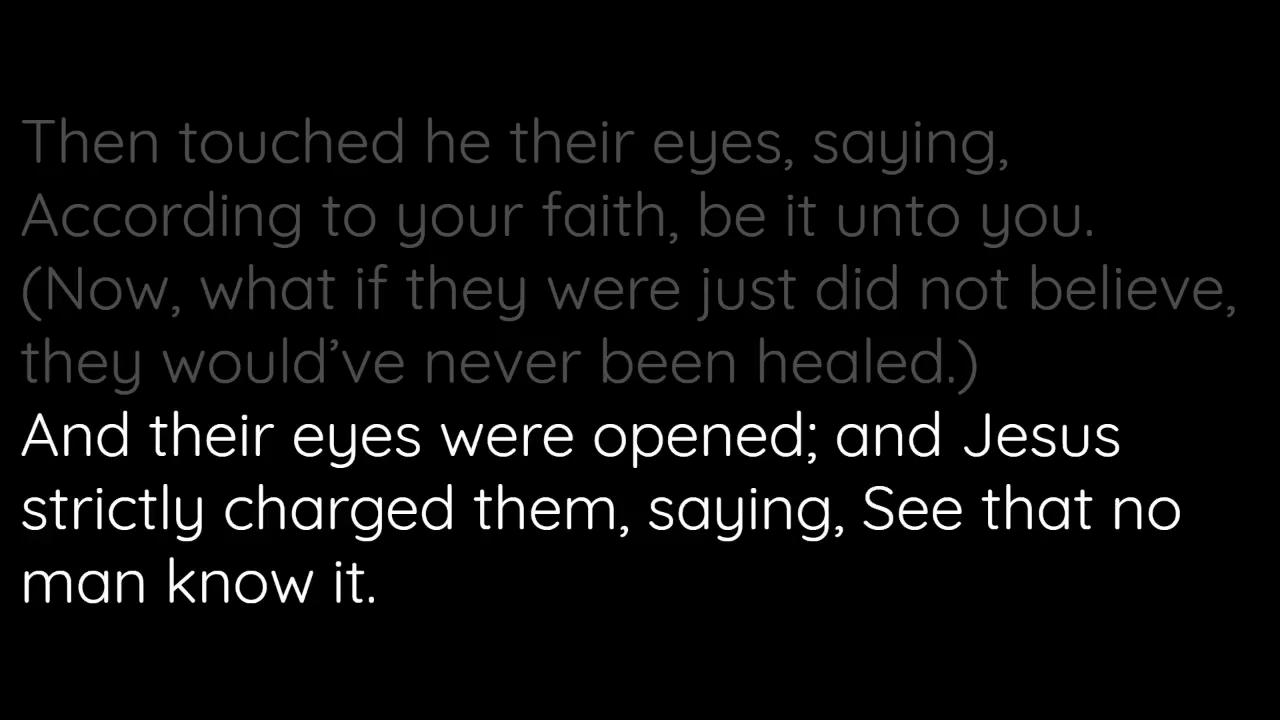 Then touched he their eyes, saying,
According to your faith, be it unto you.
(Now, what if they were just did not believe,
they would’ve never been healed.)
And their eyes were opened; and Jesus
strictly charged them, saying, See that no
man know it.